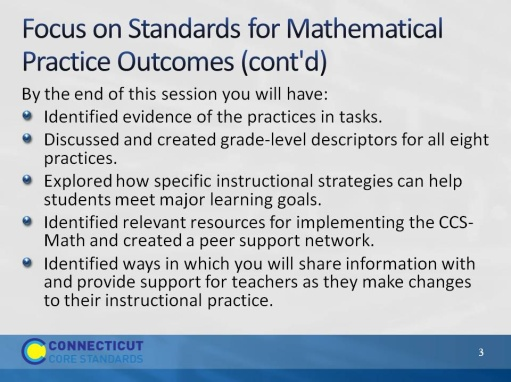 Focus on Standards for Mathematical
Practice Outcomes (cont'd)
By the end of this session you will have:
Identified evidence of the practices in tasks.
Discussed and created grade-level descriptors for all eight
practices.
Explored how specific instructional strategies can help
students meet major learning goals.
Identified relevant resources for implementing the CCS-
Math and created a peer support network.
Identified ways in which you will share information with
and provide support for teachers as they make changes
to their instructional practice.
CONNECTICUT
CORE STANDARDS
3